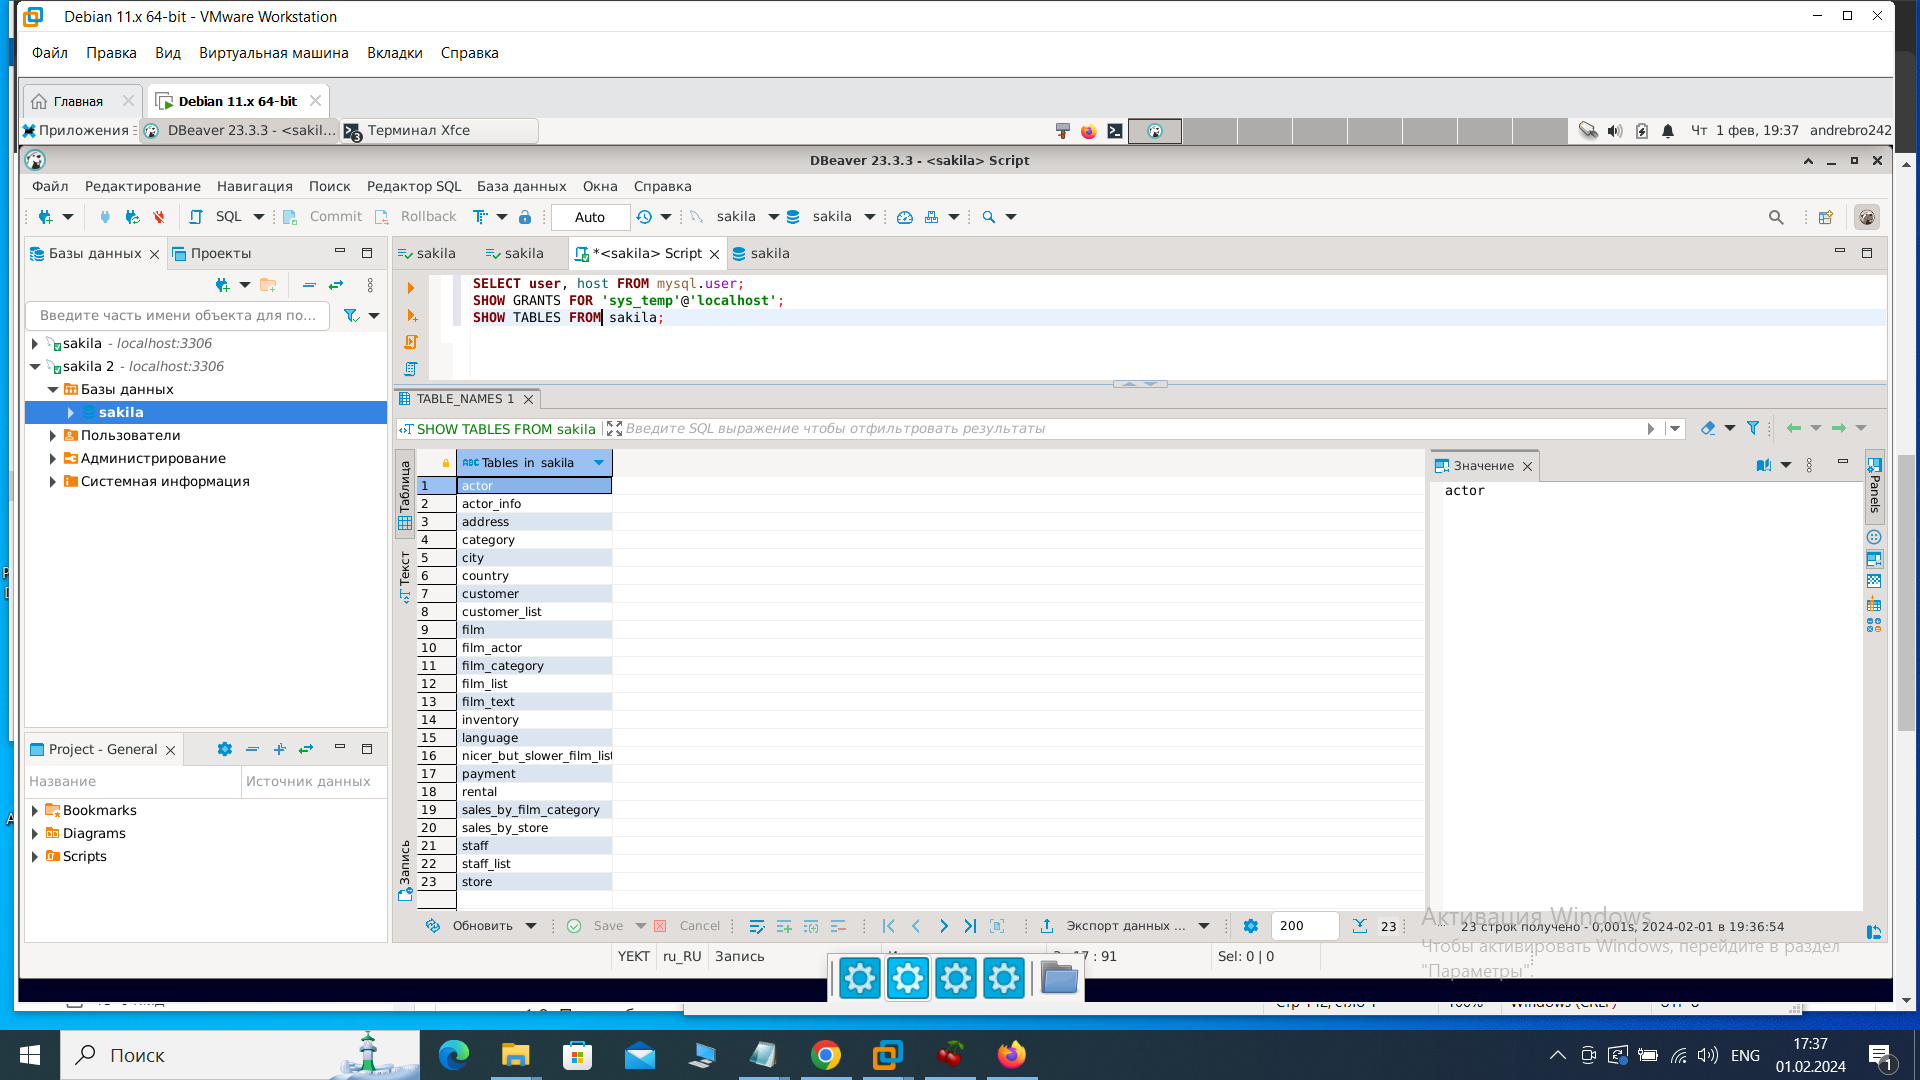 Debian 11.x 64-bit - VMware Workstation
Файл Правка Вид Виртуальная машина Вкладки Справка
Главная Debian 11.x 64-bit
Приложения DBeaver 23.3.3 - <sakil... 3 Терминал Xfce Чт 1 фев, 19:37 andrebro242
DBeaver 23.3.3 - <sakila> Script
Файл Редактирование Навигация Поиск Редактор SQL База данных Окна Справка
SQL Commit Rollback Auto sakila sakila
Базы данных Проекты
Введите часть имени объекта для по...
sakila - localhost:3306
sakila 2 - localhost:3306
Базы данных
sakila
Пользователи
Администрирование
Системная информация
Project - General
Название Источник данных
Bookmarks
Diagrams
Scripts
sakila sakila *<sakila> Script sakila
SELECT user, host FROM mysql.user;
SHOW GRANTS FOR 'sys_temp'@'localhost';
SHOW TABLES FROM sakila;
TABLE_NAMES 1
SHOW TABLES FROM sakila Введите SQL выражение чтобы отфильтровать результаты
Таблица
Текст
Запись
ABC Tables_in_sakila
1 actor
2 actor_info
3 address
4 category
5 city
6 country
7 customer
8 customer_list
9 film
10 film_actor
11 film_category
12 film_list
13 film_text
14 inventory
15 language
16 nicer_but_slower_film_list
17 payment
18 rental
19 sales_by_film_category
20 sales_by_store
21 staff
22 staff_list
23 store
Значение
actor
Panels
Обновить Save Cancel Экспорт данных ... 200 23 23 строк получено - 0,001s, 2024-02-01 в 19:36:54
Активация Windows
Чтобы активировать Windows, перейдите в раздел
"Параметры".
YEKT ru_RU Запись : 91 Sel: 0 | 0
Поиск
ENG
17:37
01.02.2024
1